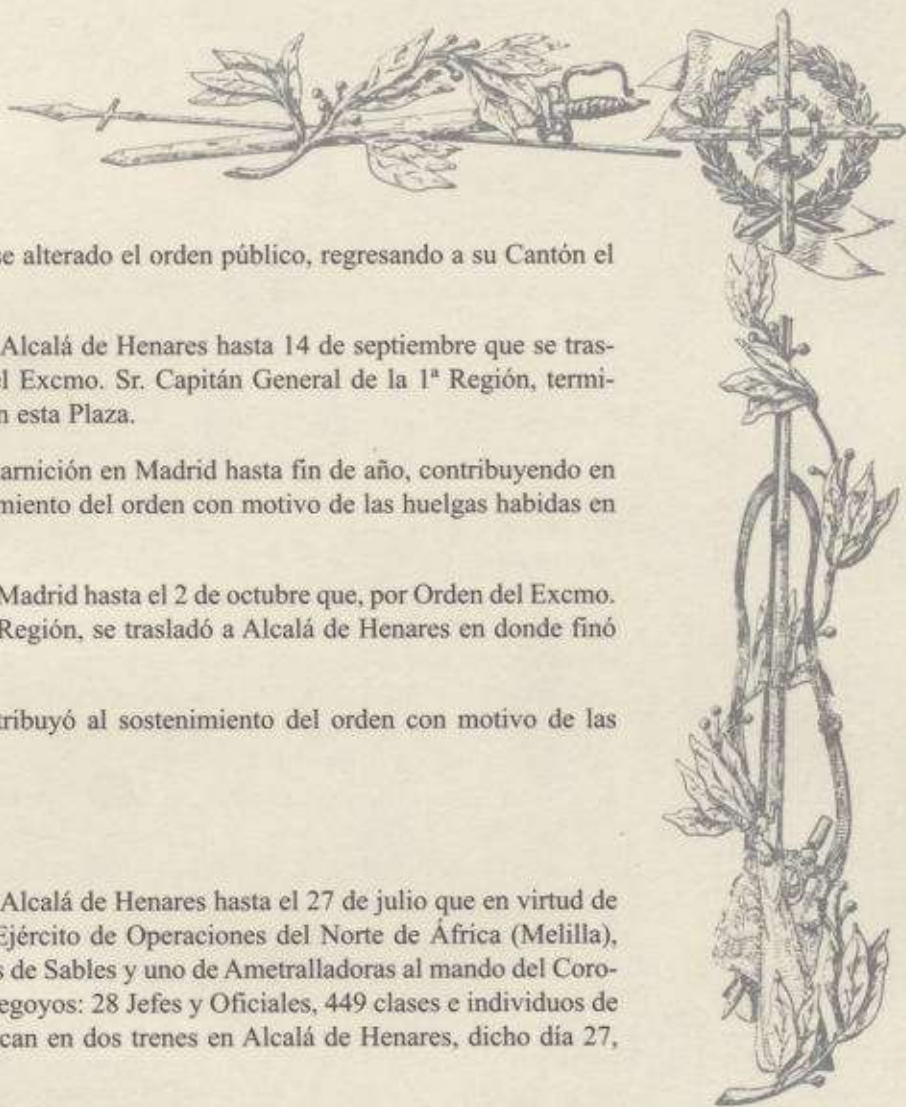 se alterado el orden público, regresando a su Cantón el
Alcalá de Henares hasta 14 de septiembre que se tras-
el Excmo. Sr. Capitán General de la 1ª Región, termi-
n esta Plaza.
arnición en Madrid hasta fin de año, contribuyendo en
miento del orden con motivo de las huelgas habidas en
Madrid hasta el 2 de octubre que, por Orden del Excmo.
Región, se trasladó a Alcalá de Henares en donde finó
tribuyó al sostenimiento del orden con motivo de las
Alcalá de Henares hasta el 27 de julio que en virtud de
Ejército de Operaciones del Norte de África (Melilla),
s de Sables y uno de Ametralladoras al mando del Coro-
egoyos: 28 Jefes y Oficiales, 449 clases e individuos de
can en dos trenes en Alcalá de Henares, dicho día 27,